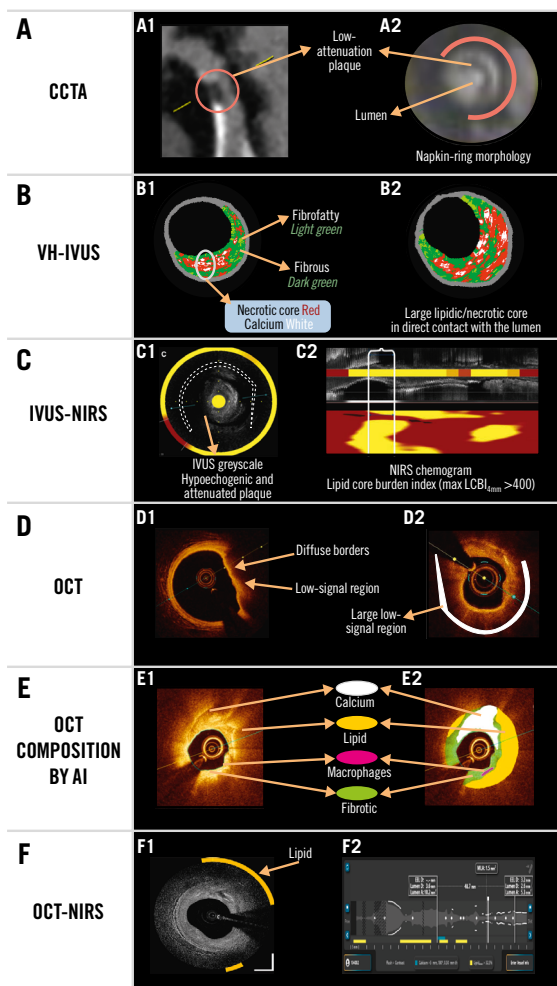 A
CCTA
A1
A2
Low-
attenuation
plaque
Lumen
Napkin-ring morphology
B
VH-IVUS
B1
B2
Fibrofatty
Light green
Fibrous
Dark green
Necrotic core Red
Calcium White
Large lipidic/necrotic core
in direct contact with the lumen
C
IVUS-NIRS
C1
c
C2
IVUS greyscale
Hypoechogenic and
attenuated plaque
NIRS chemogram
Lipid core burden index (max LCBI4mm >400)
D
OCT
D1
D2
Diffuse borders
Low-signal region
Large low-
signal region
E
OCT
COMPOSITION
BY AI
E1
E2
Calcium
Lipid
Macrophages
Fibrotic
F
OCT-NIRS
F1
Lipid
F2